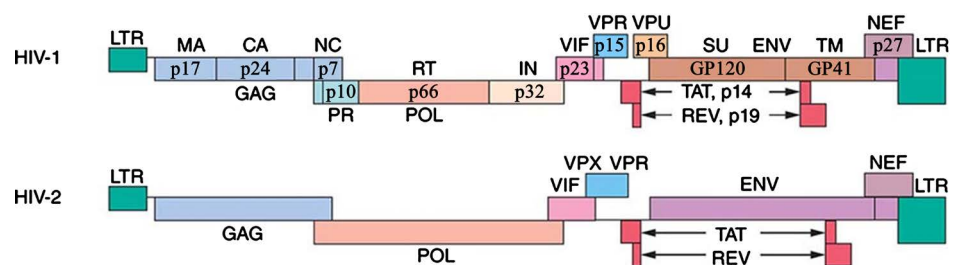 VPR VPU NEF
LTR MA CA NC VIF p15 p16 SU ENV TM p27 LTR
HIV-1
p17 p24 p7 RT IN p23 GP120 GP41
GAG p10 p66 p32 TAT, p14
PR POL REV, p19
VPX VPR NEF
LTR VIF ENV LTR
HIV-2
GAG TAT
POL REV